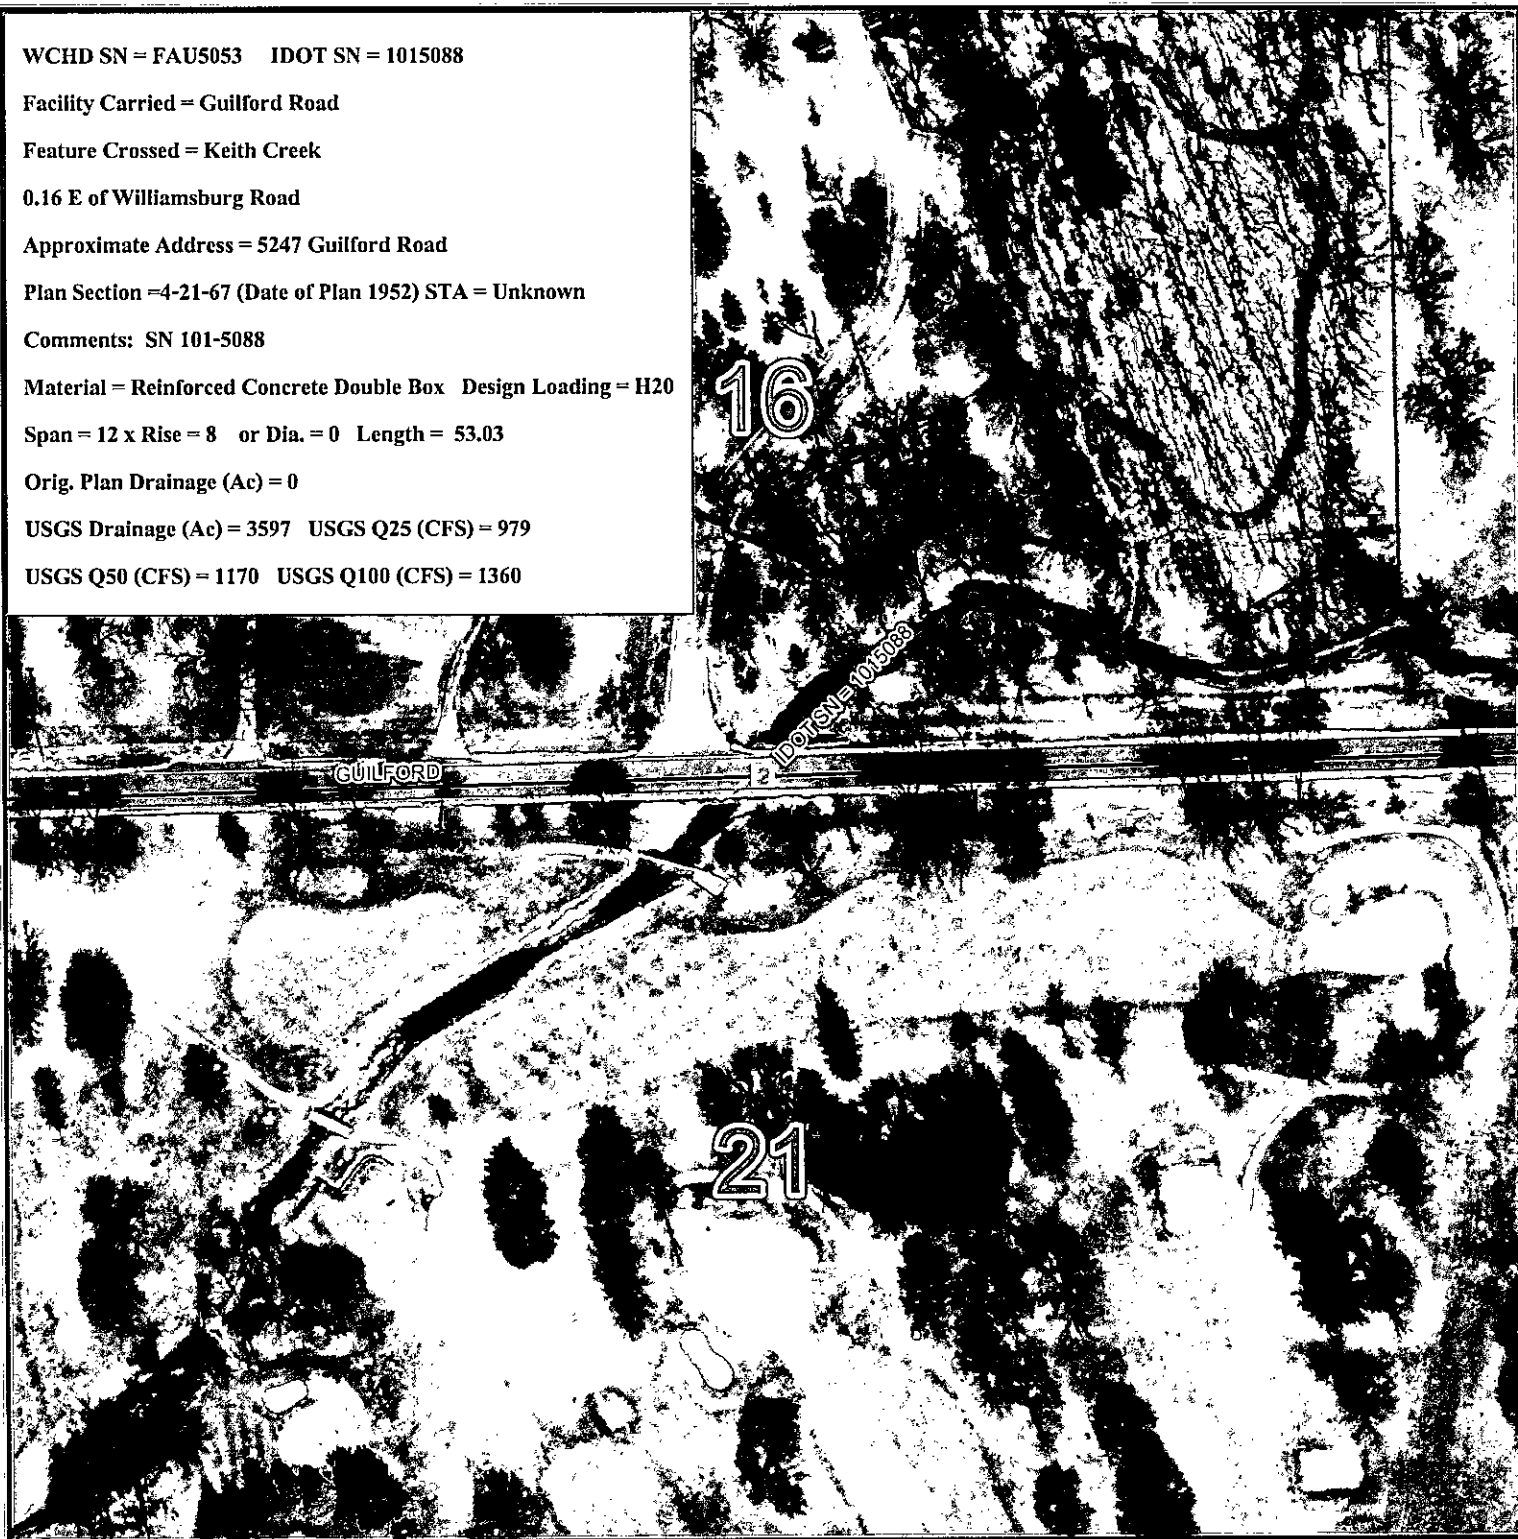 WCHD SN = FAU5053 IDOT SN = 1015088
Facility Carried = Guilford Road
Feature Crossed = Keith Creek
0.16 E of Williamsburg Road
Approximate Address = 5247 Guilford Road
Plan Section =4-21-67 (Date of Plan 1952) STA = Unknown
Comments: SN 101-5088
Material = Reinforced Concrete Double Box Design Loading = H20
Span = 12 x Rise = 8 or Dia. = 0 Length = 53.03
Orig. Plan Drainage (Ac) = 0
USGS Drainage (Ac) = 3597 USGS Q25 (CFS) = 979
USGS Q50 (CFS) = 1170 USGS Q100 (CFS) = 1360
16
IDOT SN = 1015088
GUILFORD
2
21